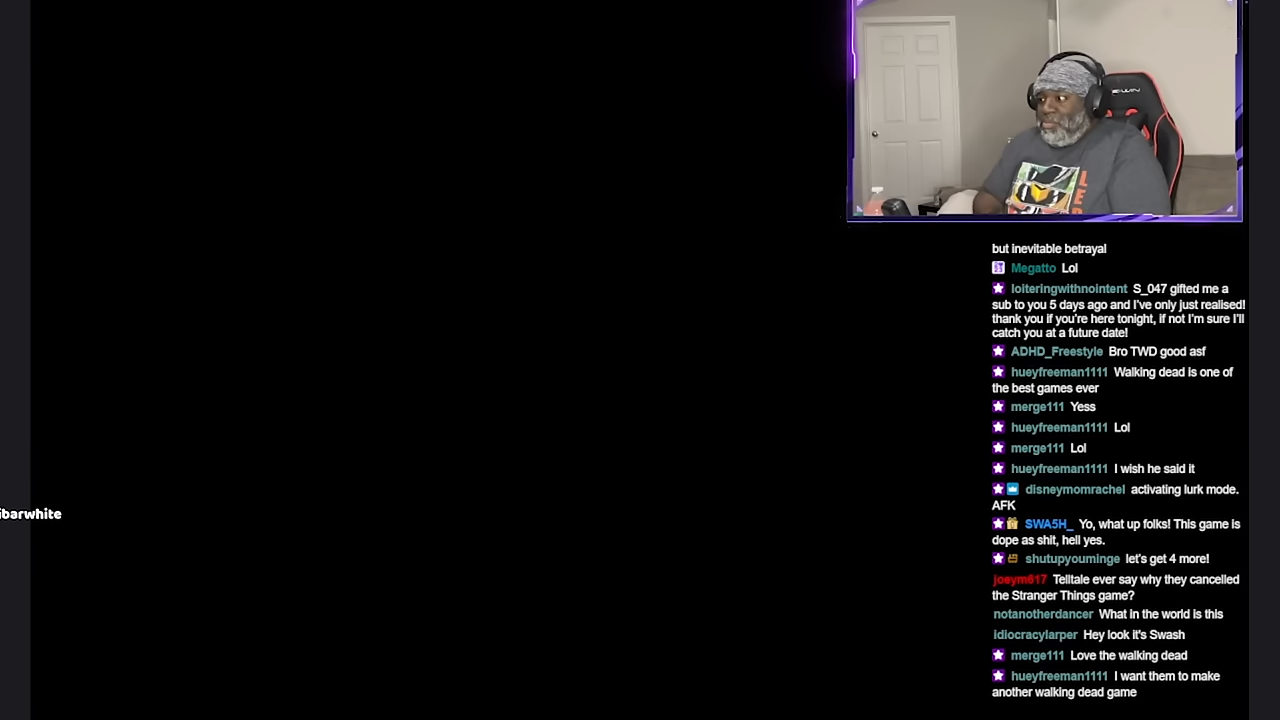 E-WIN
but inevitable betrayal
Megatto Lol
loiteringwithnointent S_047 gifted me a
sub to you 5 days ago and I've only just realised!
thank you if you're here tonight, if not I'm sure I'll
catch you at a future date!
ADHD_Freestyle Bro TWD good asf
hueyfreeman1111 Walking dead is one of
the best games ever
merge111 Yess
hueyfreeman1111 Lol
merge111 Lol
hueyfreeman1111 I wish he said it
disneymomrachel activating lurk mode.
AFK
ibarwhite
SWA5H_ Yo, what up folks! This game is
dope as shit, hell yes.
shutupyouminge let's get 4 more!
joeym617 Telltale ever say why they cancelled
the Stranger Things game?
notanotherdancer What in the world is this
idiocracylarper Hey look it's Swash
merge111 Love the walking dead
hueyfreeman1111 I want them to make
another walking dead game